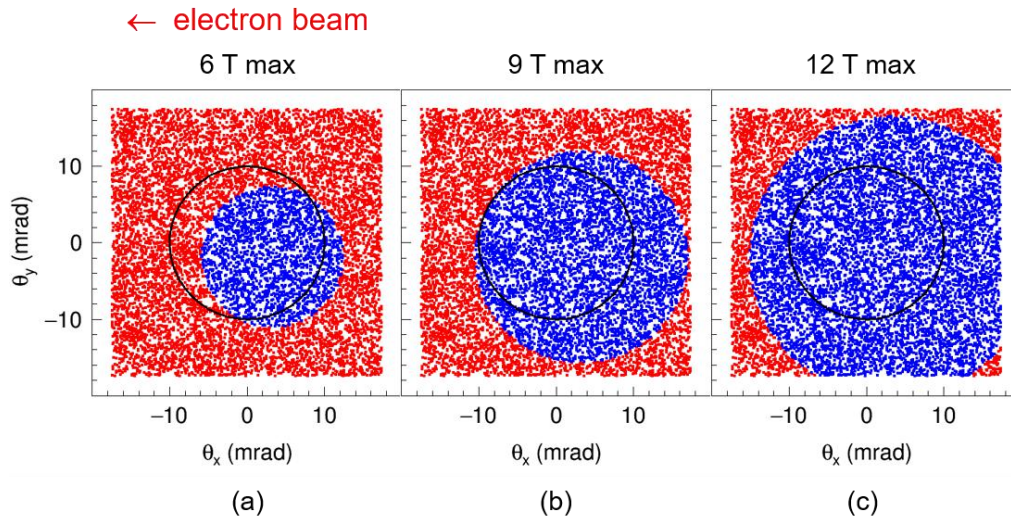 ← electron beam
6 T max 9 T max 12 T max
10
0
−10
θy (mrad)
−10 0 10 −10 0 10 −10 0 10
θx (mrad) θx (mrad) θx (mrad)
(a) (b) (c)